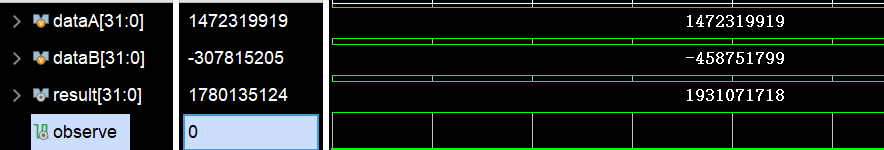 dataA[31:0] 1472319919 1472319919
dataB[31:0] -307815205 -458751799
result[31:0] 1780135124 1931071718
observe 0